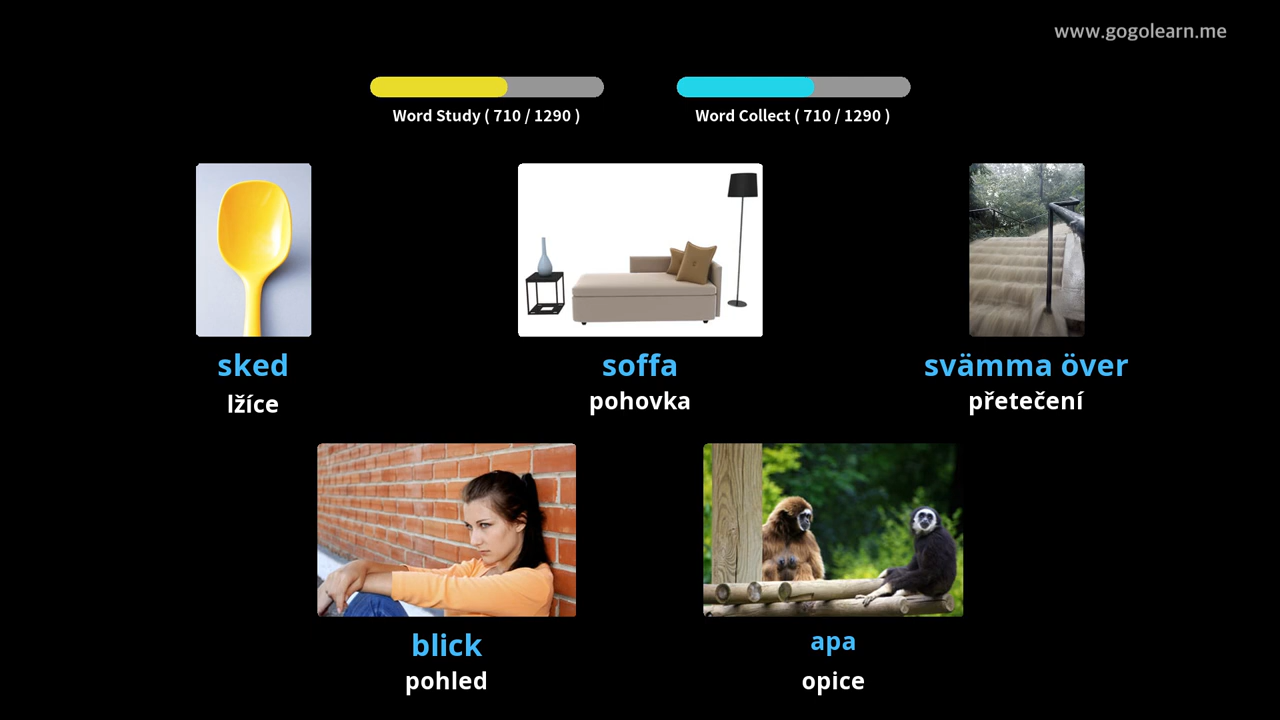 www.gogolearn.me
Word Study ( 710 / 1290 )
Word Collect ( 710 / 1290 )
sked
lžíce
soffa
pohovka
svämma över
přetečení
blick
pohled
apa
opice